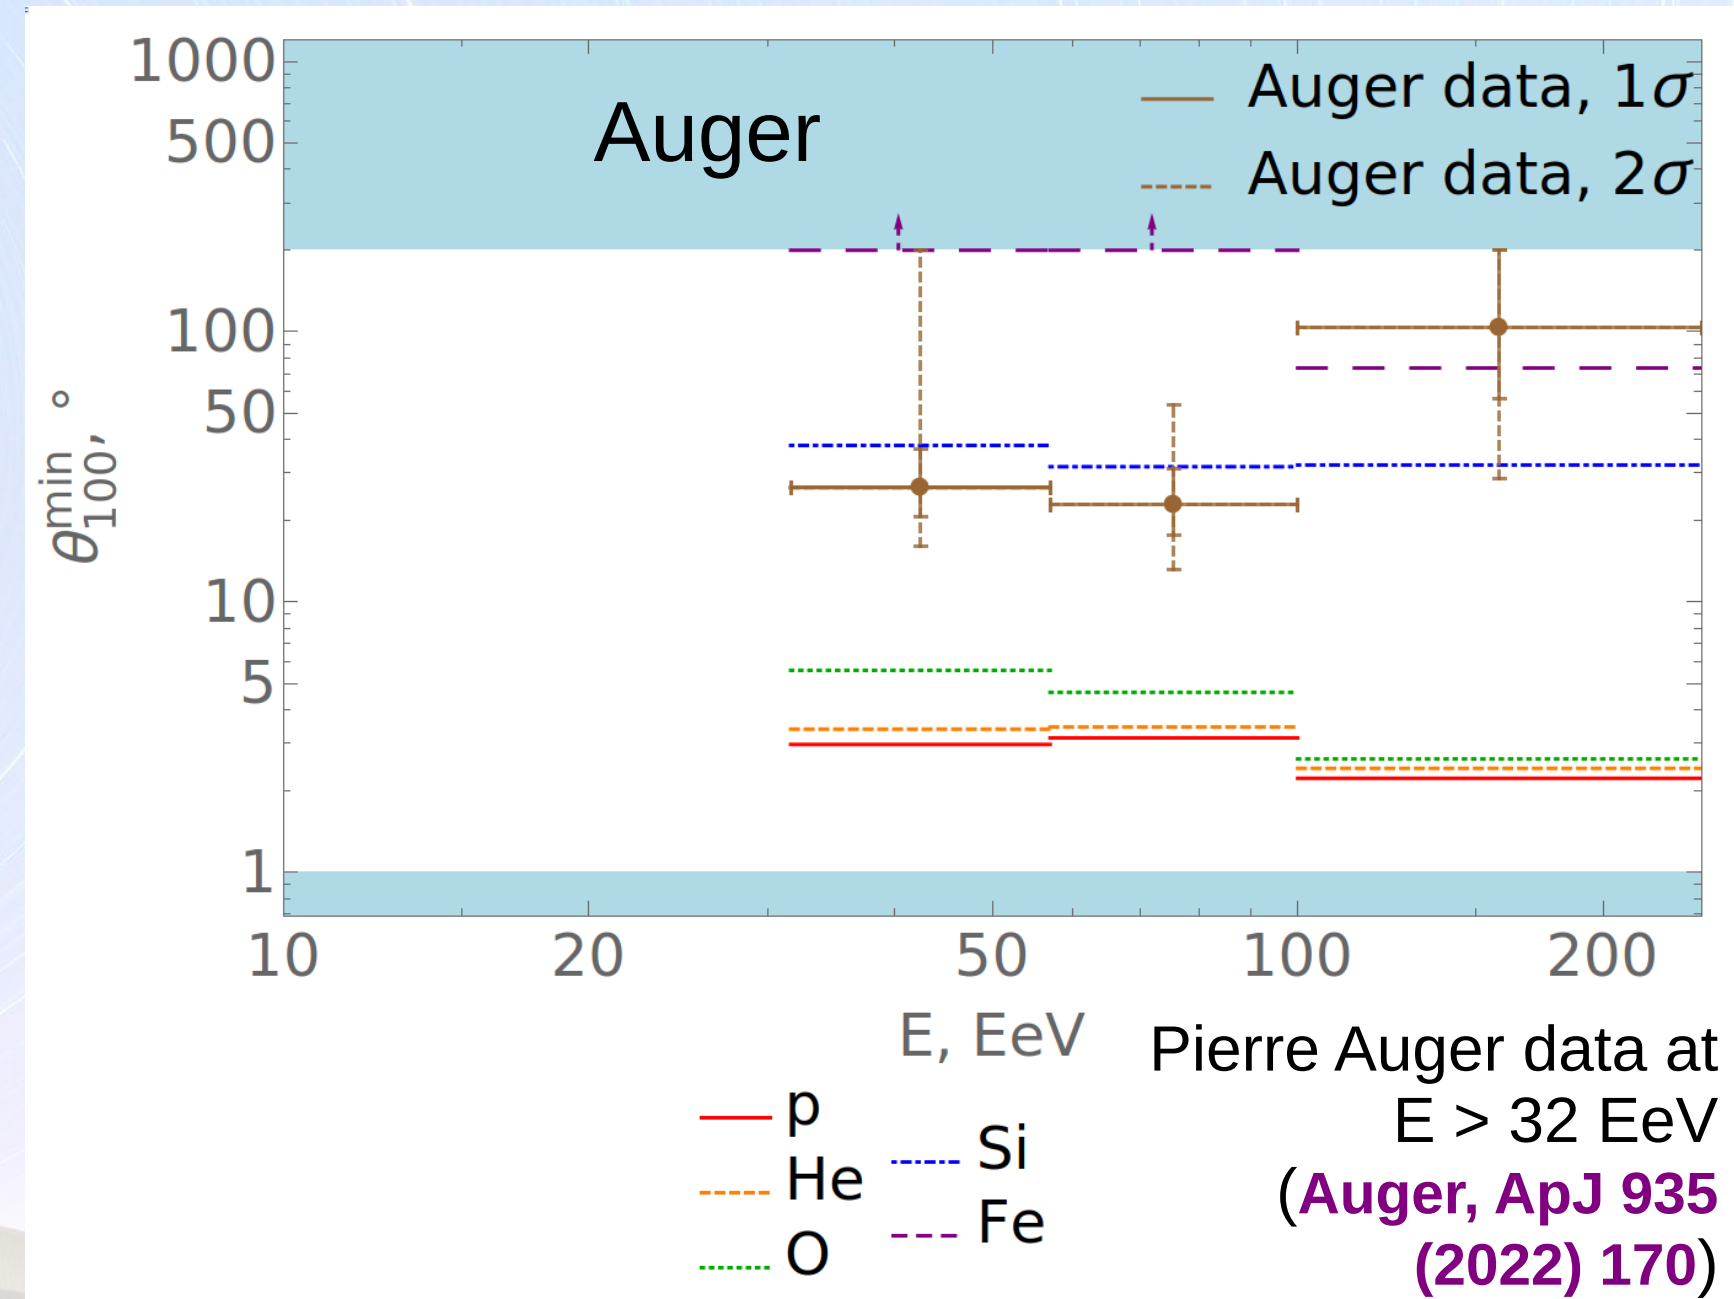 1000
500
100
50
10
5
1
θ^min_100, °
Auger
Auger data, 1σ
Auger data, 2σ
10 20 50 100 200
E, EeV
p
He
O
Si
Fe
Pierre Auger data at
E > 32 EeV
(Auger, ApJ 935
(2022) 170)